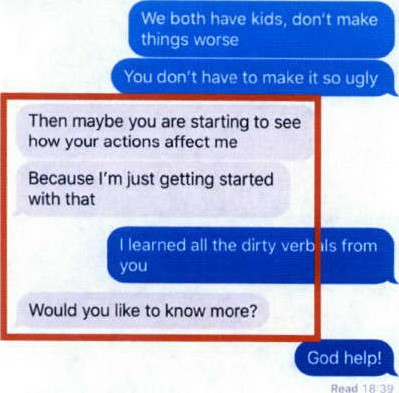 We both have kids, don't make
things worse
You don't have to make it so ugly
Then maybe you are starting to see
how your actions affect me
Because I'm just getting started
with that
I learned all the dirty verbals from
you
Would you like to know more?
God help!
Read 18:39